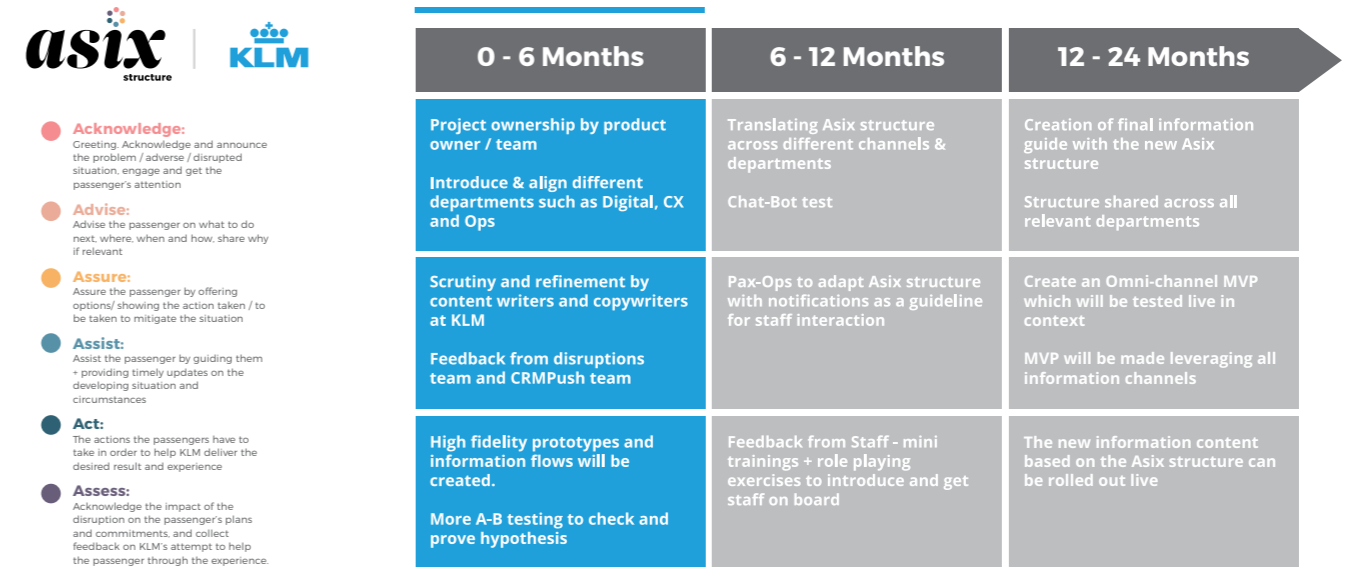 asix
structure
KLM
Acknowledge:
Greeting. Acknowledge and announce
the problem / adverse / disrupted
situation, engage and get the
passenger's attention
Advise:
Advise the passenger on what to do
next, where, when and how, share why
if relevant
Assure:
Assure the passenger by offering
options/ showing the action taken / to
be taken to mitigate the situation
Assist:
Assist the passenger by guiding them
+ providing timely updates on the
developing situation and
circumstances
Act:
The actions the passengers have to
take in order to help KLM deliver the
desired result and experience
Assess:
Acknowledge the impact of the
disruption on the passenger's plans
and commitments, and collect
feedback on KLM's attempt to help
the passenger through the experience.
0 - 6 Months
6 - 12 Months
12 - 24 Months
Project ownership by product
owner / team
Introduce & align different
departments such as Digital, CX
and Ops
Translating Asix structure
across different channels &
departments
Chat-Bot test
Creation of final information
guide with the new Asix
structure
Structure shared across all
relevant departments
Scrutiny and refinement by
content writers and copywriters
at KLM
Feedback from disruptions
team and CRMPush team
Pax-Ops to adapt Asix structure
with notifications as a guideline
for staff interaction
Create an Omni-channel MVP
which will be tested live in
context
MVP will be made leveraging all
information channels
High fidelity prototypes and
information flows will be
created.
More A-B testing to check and
prove hypothesis
Feedback from Staff - mini
trainings + role playing
exercises to introduce and get
staff on board
The new information content
based on the Asix structure can
be rolled out live